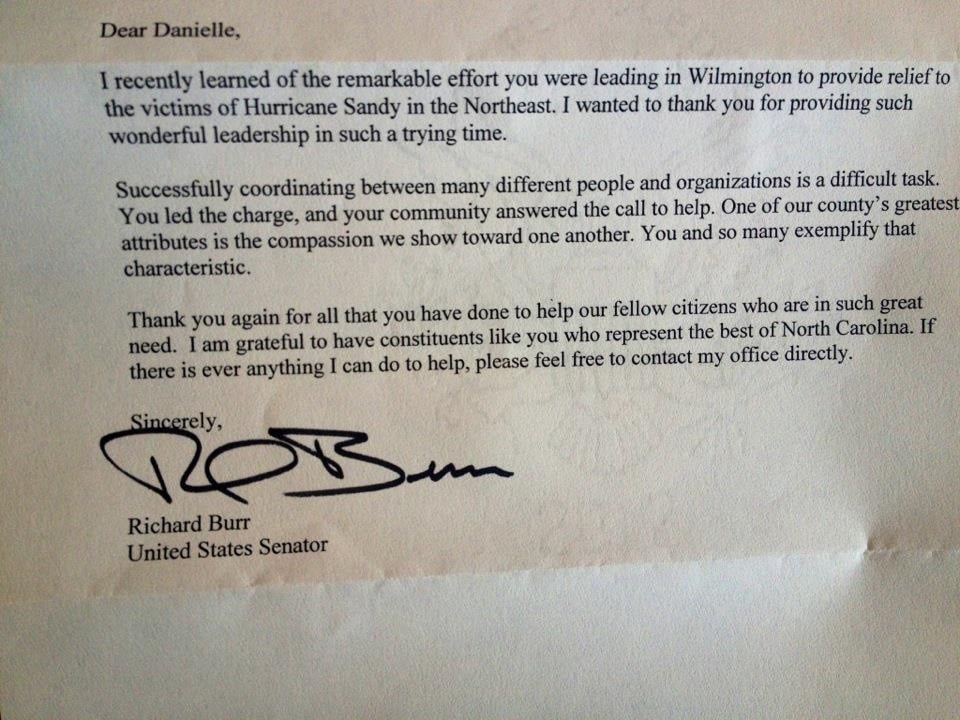 Dear Danielle,
I recently learned of the remarkable effort you were leading in Wilmington to provide relief to
the victims of Hurricane Sandy in the Northeast. I wanted to thank you for providing such
wonderful leadership in such a trying time.
Successfully coordinating between many different people and organizations is a difficult task.
You led the charge, and your community answered the call to help. One of our county's greatest
attributes is the compassion we show toward one another. You and so many exemplify that
characteristic.
Thank you again for all that you have done to help our fellow citizens who are in such great
need. I am grateful to have constituents like you who represent the best of North Carolina. If
there is ever anything I can do to help, please feel free to contact my office directly.
Sincerely,
Richard Burr
United States Senator